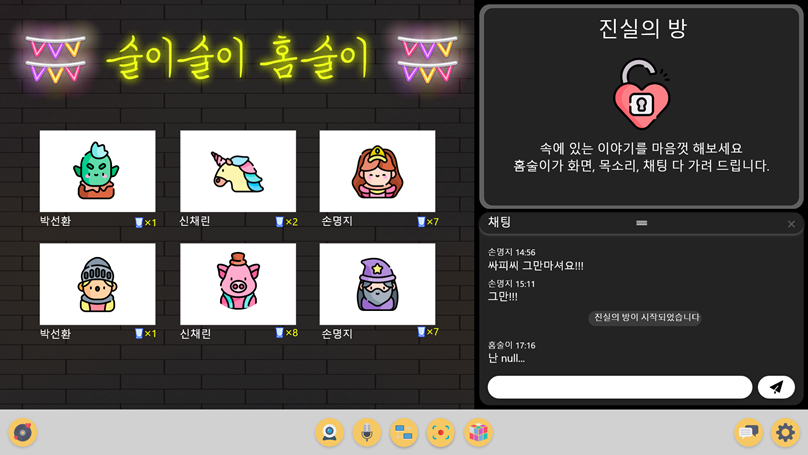 술이술이 홈술이
박선환 ×1
신채린 ×2
손명지 ×7
박선환 ×1
신채린 ×8
손명지 ×7
진실의 방
속에 있는 이야기를 마음껏 해보세요
홈술이가 화면, 목소리, 채팅 다 가려 드립니다.
채팅
손명지 14:56
싸피씨 그만마셔요!!!
손명지 15:11
그만!!!
진실의 방이 시작되었습니다
홈술이 17:16
난 null...